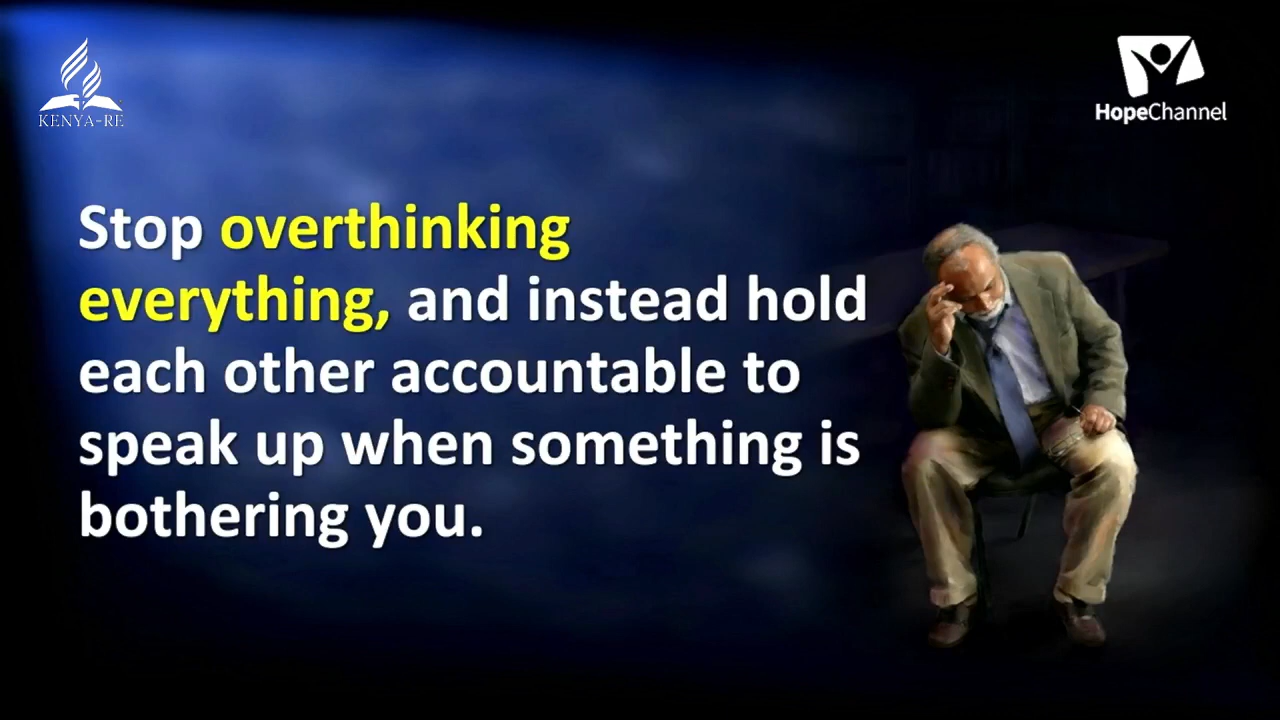 KENYA-RE
HopeChannel
Stop overthinking
everything, and instead hold
each other accountable to
speak up when something is
bothering you.